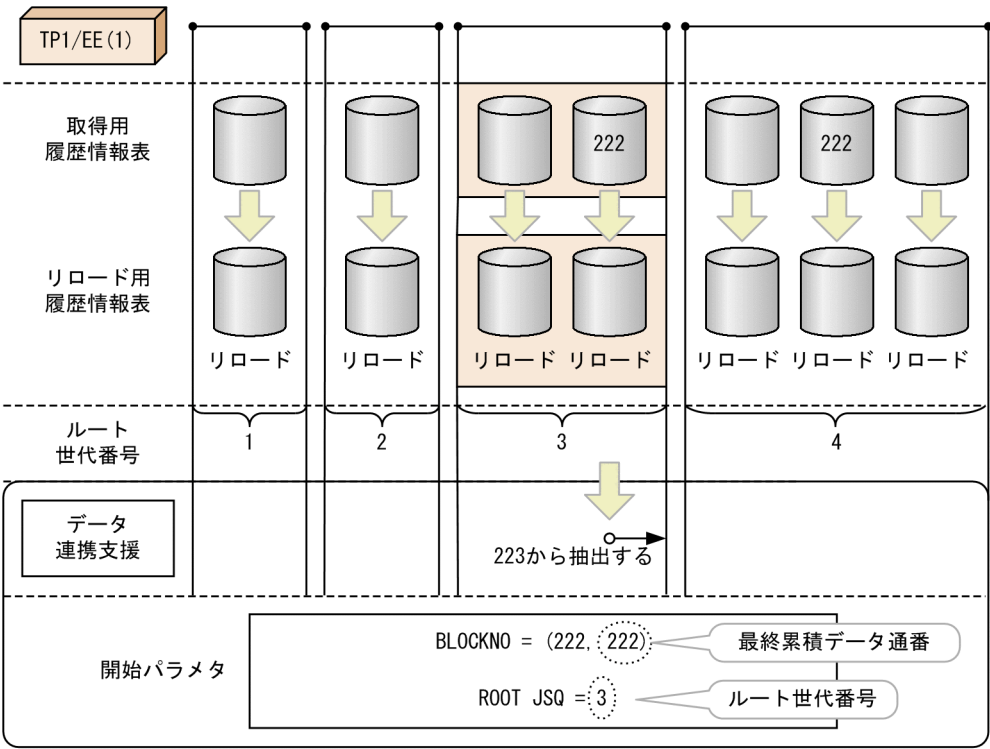 TP1/EE(1)
取得用
履歴情報表
222
222
リロード用
履歴情報表
リロード
リロード
リロード
リロード
リロード
リロード
リロード
ルート
世代番号
1
2
3
4
データ
連携支援
223から抽出する
開始パラメタ
BLOCKNO = (222, 222)
最終累積データ通番
ROOT JSQ = 3
ルート世代番号